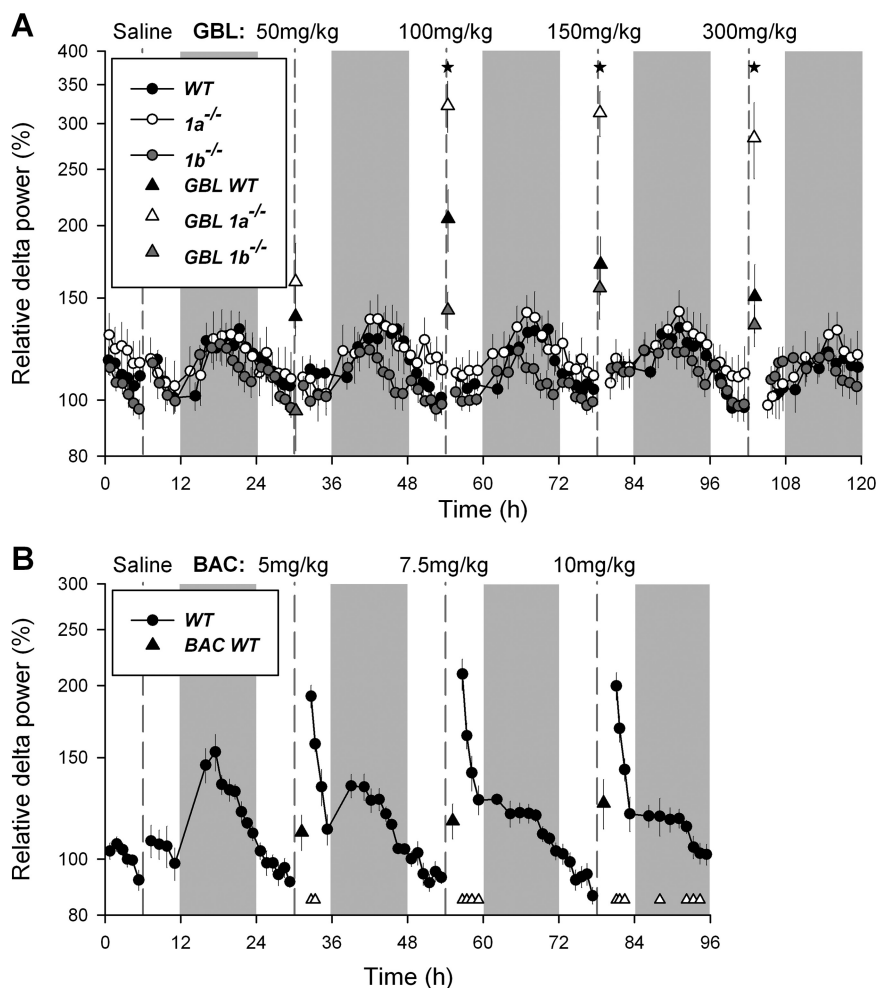 A
Saline GBL: 50mg/kg 100mg/kg 150mg/kg 300mg/kg
400
350
300
250
200
150
100
80
Relative delta power (%)
WT
1a-/-
1b-/-
GBL WT
GBL 1a-/-
GBL 1b-/-
0 12 24 36 48 60 72 84 96 108 120
Time (h)
B
Saline BAC: 5mg/kg 7.5mg/kg 10mg/kg
300
250
200
150
100
80
Relative delta power (%)
WT
BAC WT
0 12 24 36 48 60 72 84 96
Time (h)